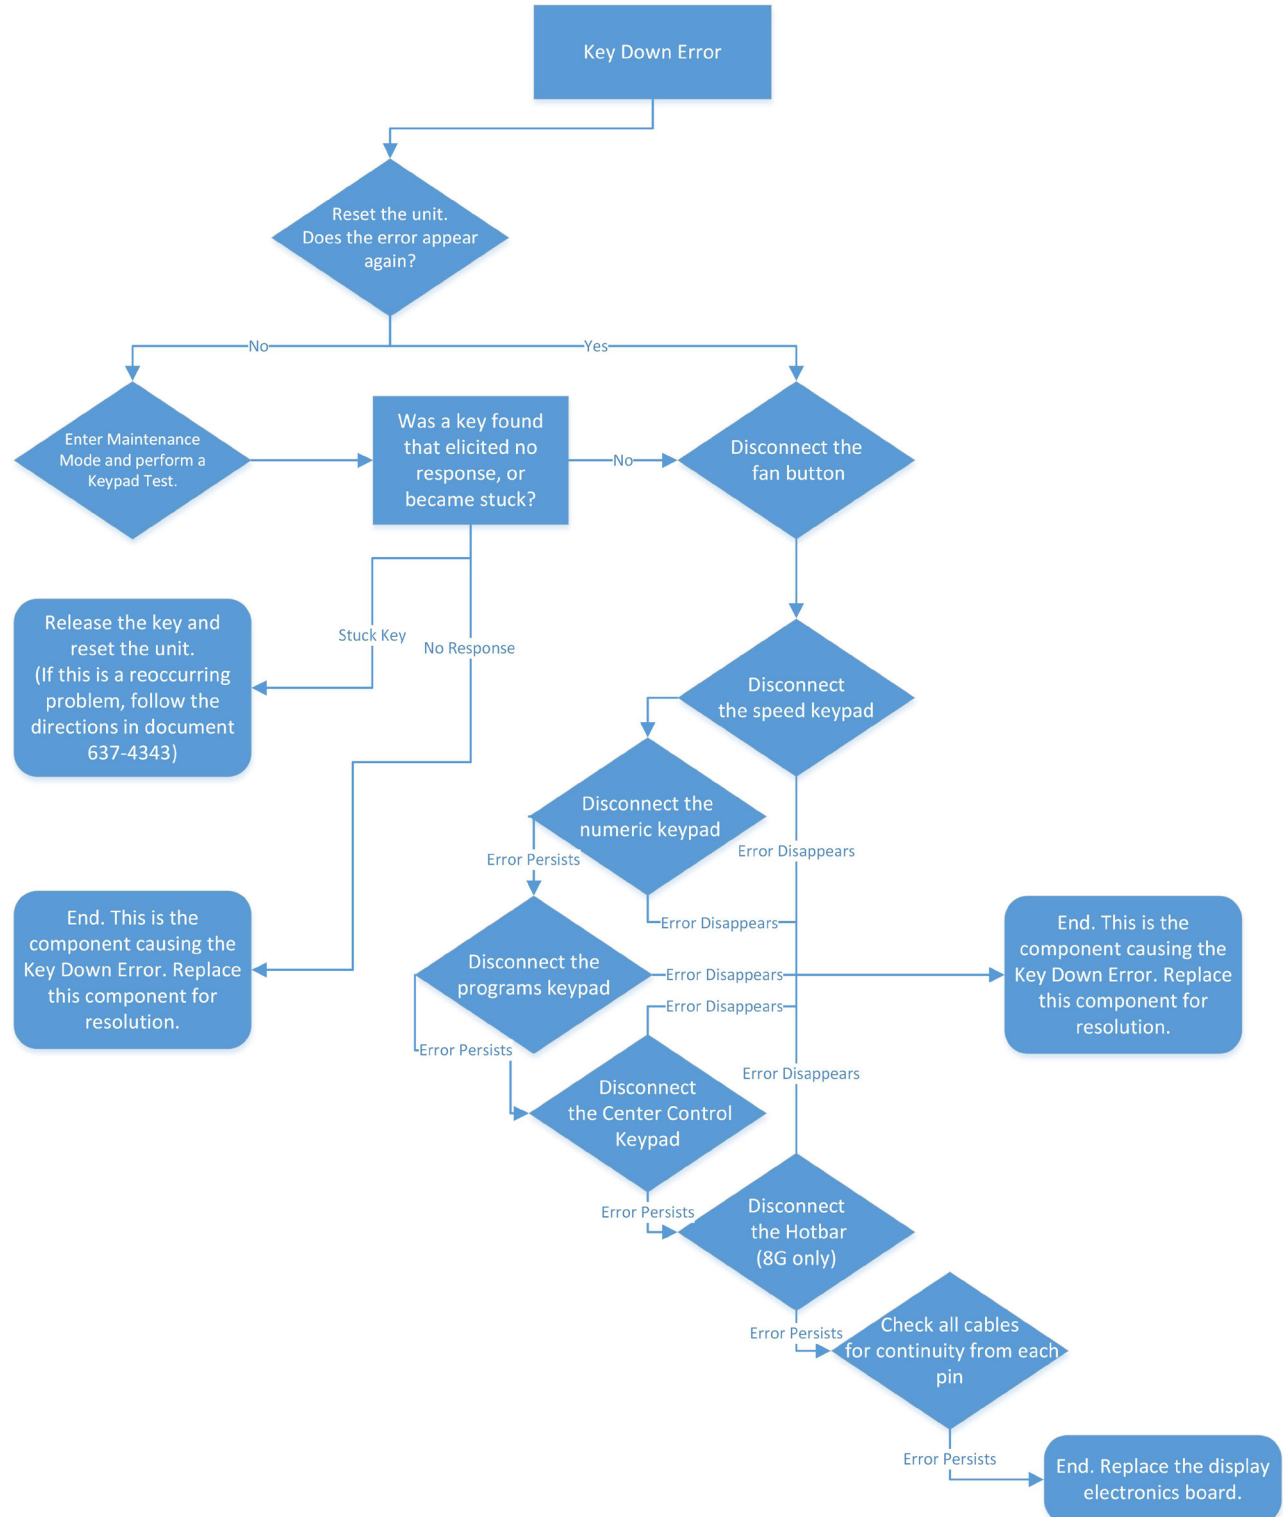 Key Down Error
Reset the unit.
Does the error appear
again?
No
Yes
Enter Maintenance
Mode and perform a
Keypad Test.
Was a key found
that elicited no
response, or
became stuck?
No
Disconnect the
fan button
Release the key and
reset the unit.
(If this is a reoccurring
problem, follow the
directions in document
637-4343)
Stuck Key
No Response
Disconnect
the speed keypad
Disconnect the
numeric keypad
Error Disappears
Error Persists
Error Disappears
End. This is the
component causing the
Key Down Error. Replace
this component for
resolution.
Disconnect the
programs keypad
Error Disappears
End. This is the
component causing the
Key Down Error. Replace
this component for
resolution.
Error Disappears
Error Persists
Error Disappears
Disconnect
the Center Control
Keypad
Error Persists
Disconnect
the Hotbar
(8G only)
Error Persists
Check all cables
for continuity from each
pin
Error Persists
End. Replace the display
electronics board.